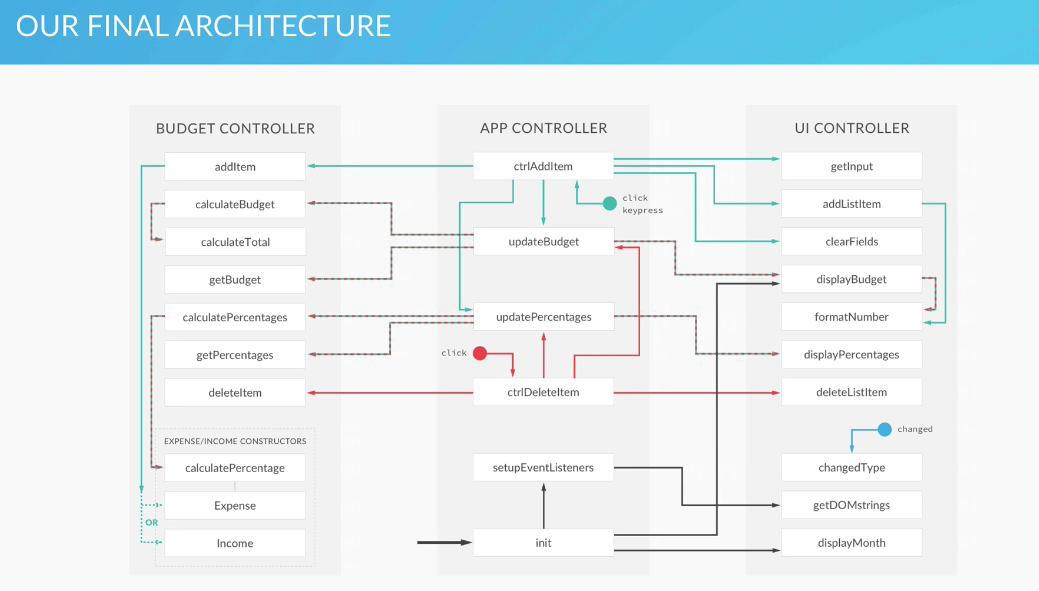 OUR FINAL ARCHITECTURE
BUDGET CONTROLLER
addItem
calculateBudget
calculateTotal
getBudget
calculatePercentages
getPercentages
deleteItem
EXPENSE/INCOME CONSTRUCTORS
calculatePercentage
Expense
OR
Income
APP CONTROLLER
ctrlAddItem
click
keypress
updateBudget
updatePercentages
click
ctrlDeleteItem
setupEventListeners
init
UI CONTROLLER
getInput
addListItem
clearFields
displayBudget
formatNumber
displayPercentages
deleteListItem
changed
changedType
getDOMstrings
displayMonth